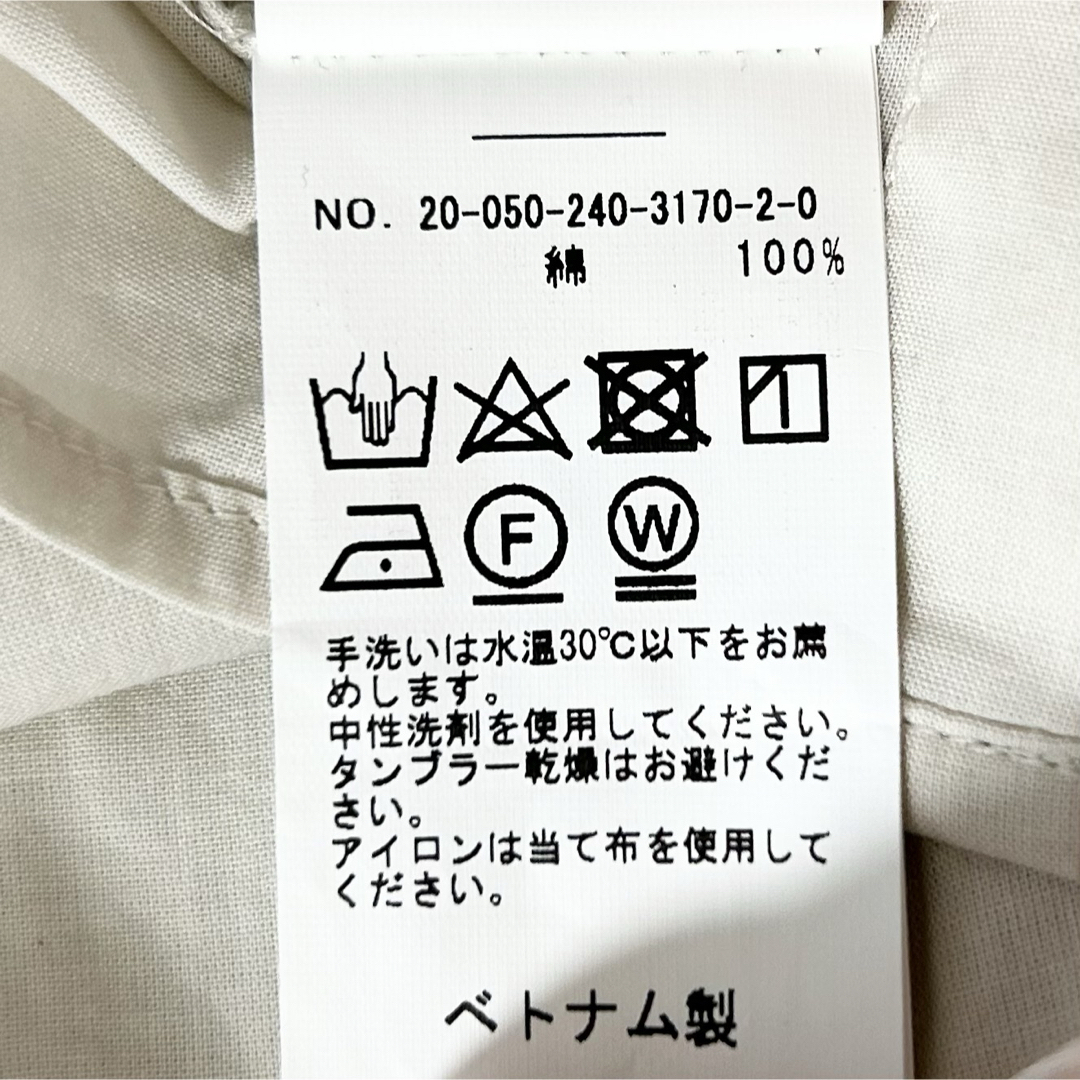 NO. 20-050-240-3170-2-0
綿 100%
F W
手洗いは水温30℃以下をお薦
めします。
中性洗剤を使用してください。
タンブラー乾燥はお避けくだ
さい。
アイロンは当て布を使用して
ください。
ベトナム製